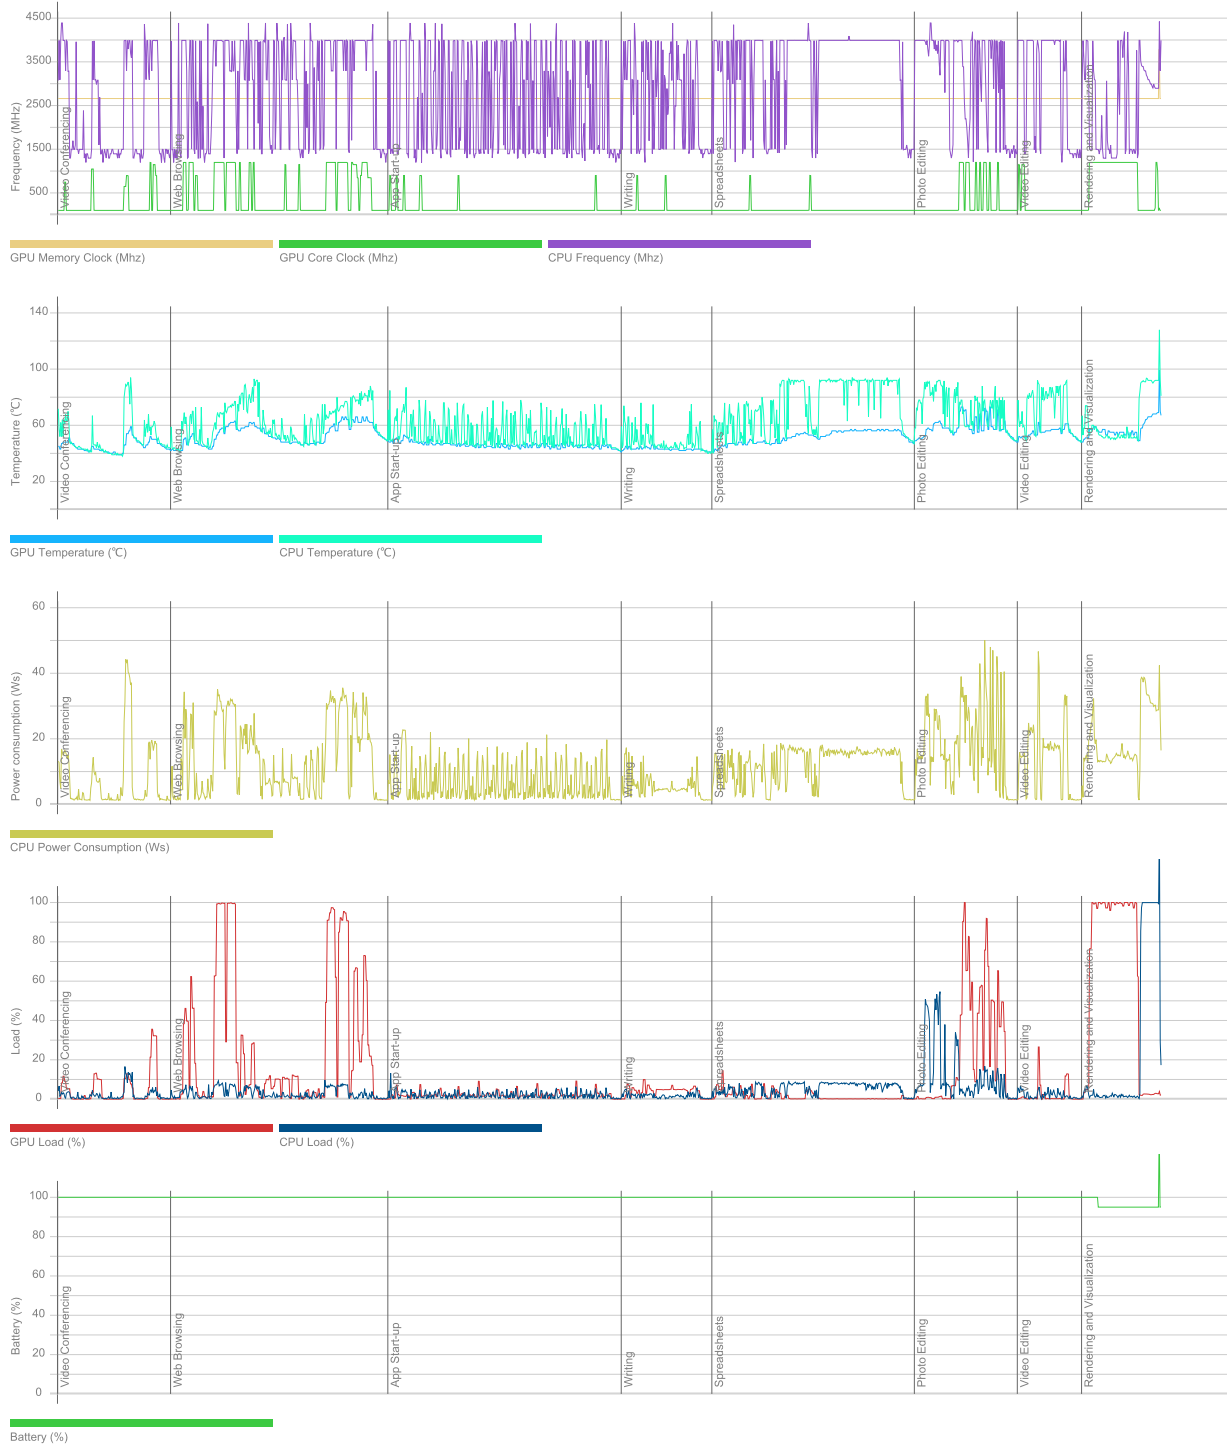 4500
3500
2500
1500
500
Frequency (MHz)
Video Conferencing
Web Browsing
App Start-up
Writing
Spreadsheets
Photo Editing
Video Editing
Rendering and Visualization
GPU Memory Clock (Mhz)
GPU Core Clock (Mhz)
CPU Frequency (Mhz)
140
100
60
20
Temperature (℃)
Video Conferencing
Web Browsing
App Start-up
Writing
Spreadsheets
Photo Editing
Video Editing
Rendering and Visualization
GPU Temperature (℃)
CPU Temperature (℃)
60
40
20
0
Power consumption (Ws)
Video Conferencing
Web Browsing
App Start-up
Writing
Spreadsheets
Photo Editing
Video Editing
Rendering and Visualization
CPU Power Consumption (Ws)
100
80
60
40
20
0
Load (%)
Video Conferencing
Web Browsing
App Start-up
Writing
Spreadsheets
Photo Editing
Video Editing
Rendering and Visualization
GPU Load (%)
CPU Load (%)
100
80
60
40
20
0
Battery (%)
Video Conferencing
Web Browsing
App Start-up
Writing
Spreadsheets
Photo Editing
Video Editing
Rendering and Visualization
Battery (%)